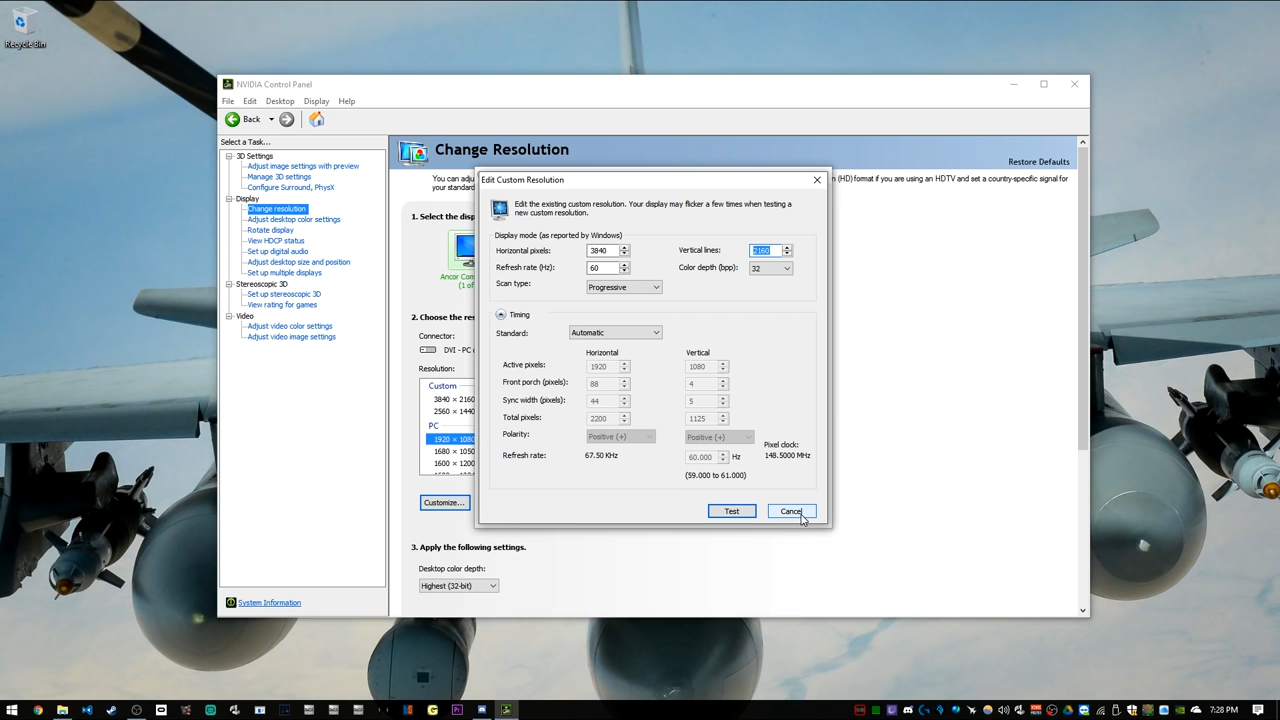 Recycle Bin
NVIDIA Control Panel
File Edit Desktop Display Help
Back
Select a Task...
3D Settings
Adjust image settings with preview
Manage 3D settings
Configure Surround, PhysX
Display
Change resolution
Adjust desktop color settings
Rotate display
View HDCP status
Set up digital audio
Adjust desktop size and position
Set up multiple displays
Stereoscopic 3D
Set up stereoscopic 3D
View rating for games
Video
Adjust video color settings
Adjust video image settings
System Information
Change Resolution
Restore Defaults
You can adju
n (HD) format if you are using an HDTV and set a country-specific signal for
your standard
1. Select the disp
Ancor Com
(1 of
2. Choose the res
Connector:
DVI - PC
Resolution:
Custom
3840 × 2160
2560 × 1440
PC
1920 × 1080
1680 × 1050
1600 × 1200
Customize...
3. Apply the following settings.
Desktop color depth:
Highest (32-bit)
Edit Custom Resolution
Edit the existing custom resolution. Your display may flicker a few times when testing a
new custom resolution.
Display mode (as reported by Windows)
Horizontal pixels: 3840 Vertical lines: 2160
Refresh rate (Hz): 60 Color depth (bpp): 32
Scan type: Progressive
Timing
Standard: Automatic
Horizontal Vertical
Active pixels: 1920 1080
Front porch (pixels): 88 4
Sync width (pixels): 44 5
Total pixels: 2200 1125
Polarity: Positive (+) Positive (+)
Pixel clock:
Refresh rate: 67.50 KHz 60.000 Hz 148.5000 MHz
(59.000 to 61.000)
Test Cancel
7:28 PM